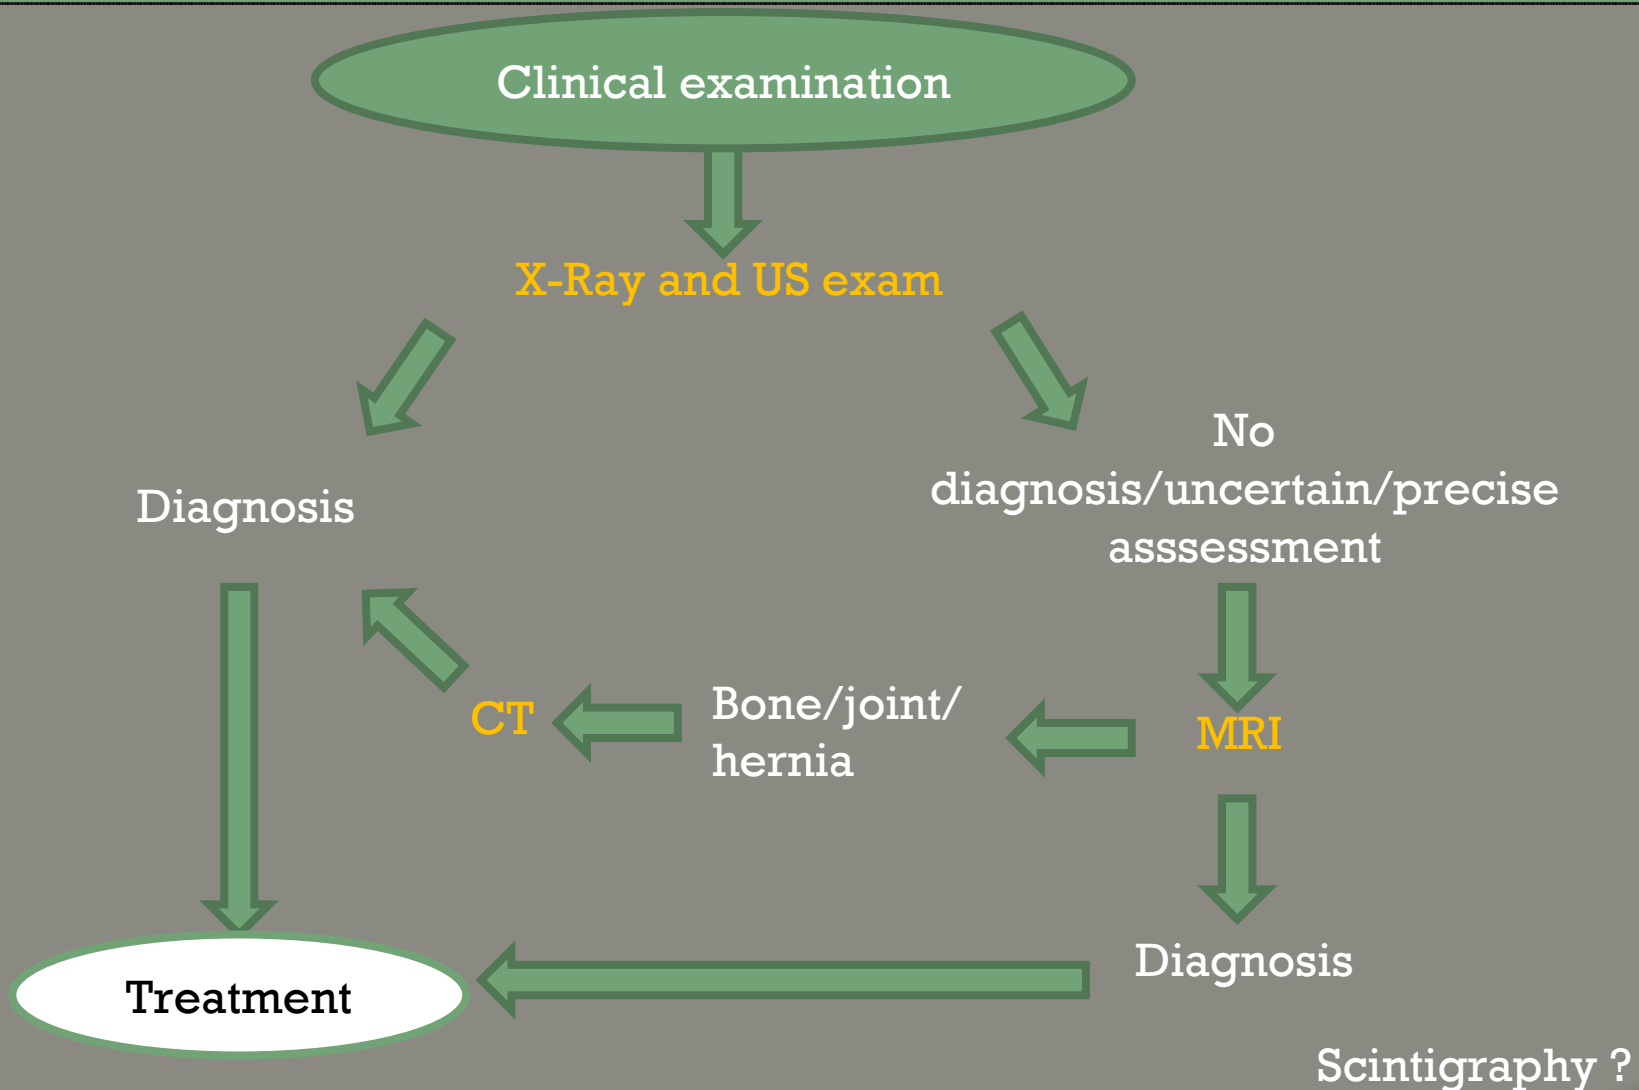 Clinical examination
X-Ray and US exam
No
diagnosis/uncertain/precise
asssessment
Diagnosis
Bone/joint/
hernia
CT
MRI
Diagnosis
Treatment
Scintigraphy ?